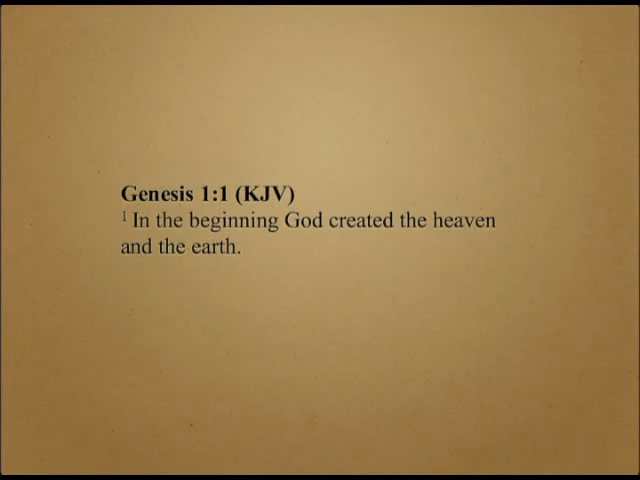 Genesis 1:1 (KJV)
1 In the beginning God created the heaven
and the earth.